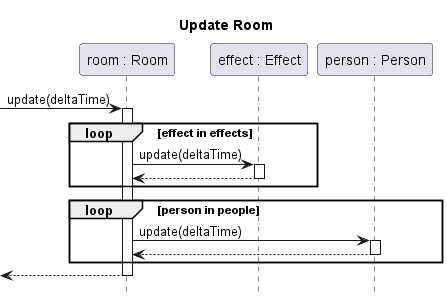 Update Room
room : Room
effect : Effect
person : Person
update(deltaTime)
loop [effect in effects]
update(deltaTime)
loop [person in people]
update(deltaTime)